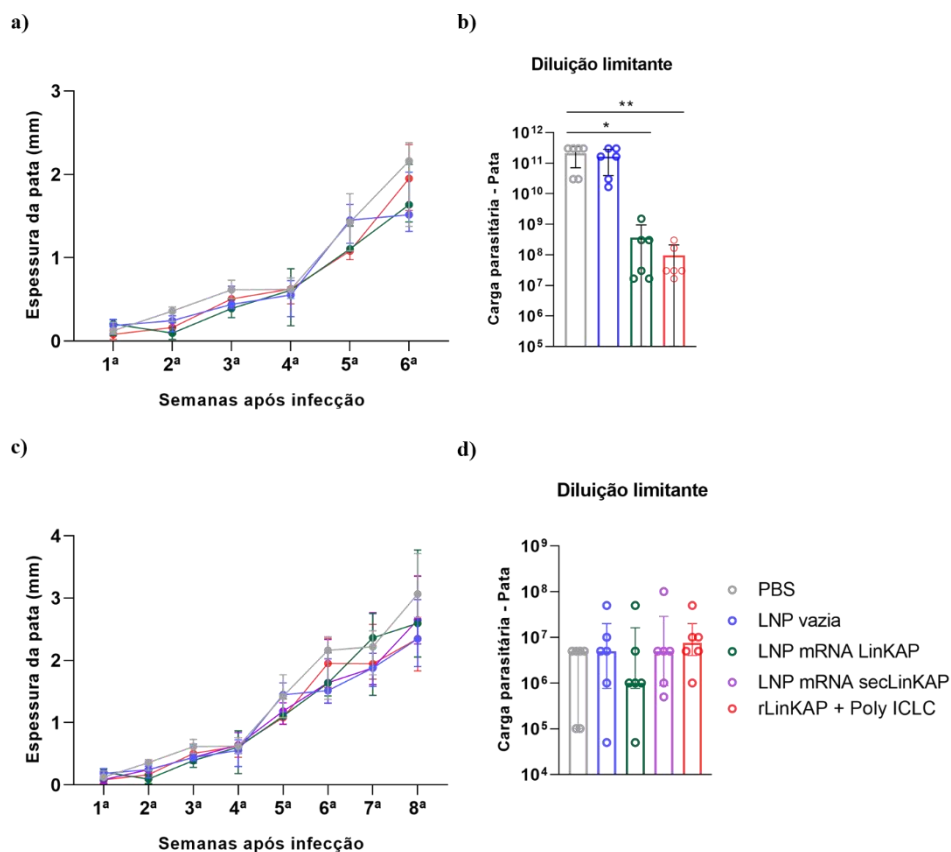 a)
Espessura da pata (mm)
3
2
1
0
1ª 2ª 3ª 4ª 5ª 6ª
Semanas após infecção
b)
Diluição limitante
**
*
Carga parasitária - Pata
10¹²
10¹¹
10¹⁰
10⁹
10⁸
10⁷
10⁶
10⁵
c)
Espessura da pata (mm)
4
3
2
1
0
1ª 2ª 3ª 4ª 5ª 6ª 7ª 8ª
Semanas após infecção
d)
Diluição limitante
Carga parasitária - Pata
10⁹
10⁸
10⁷
10⁶
10⁵
10⁴
PBS
LNP vazia
LNP mRNA LinKAP
LNP mRNA secLinKAP
rLinKAP + Poly ICLC